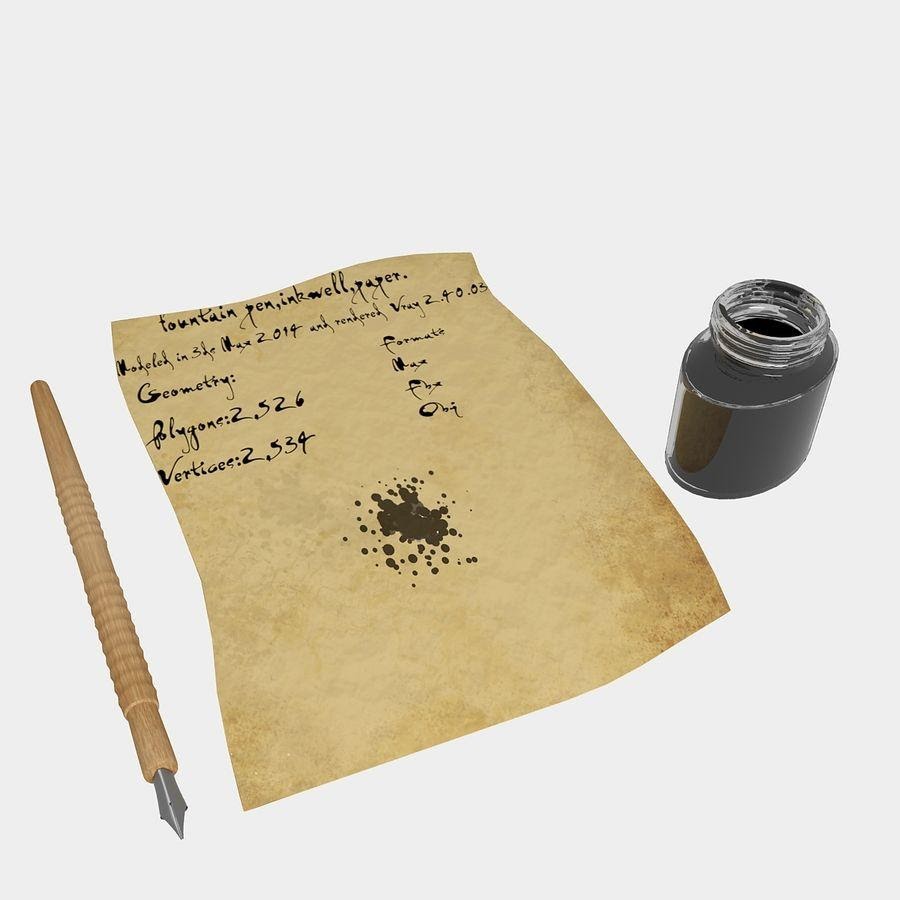 fountain pen,inkwell,paper.
Modeled in 3ds Max 2014 and rendered Vray 2.40.03
Geometry:
Polygons:2,526
Vertices:2,534
Formats
Max
Fbx
Obj